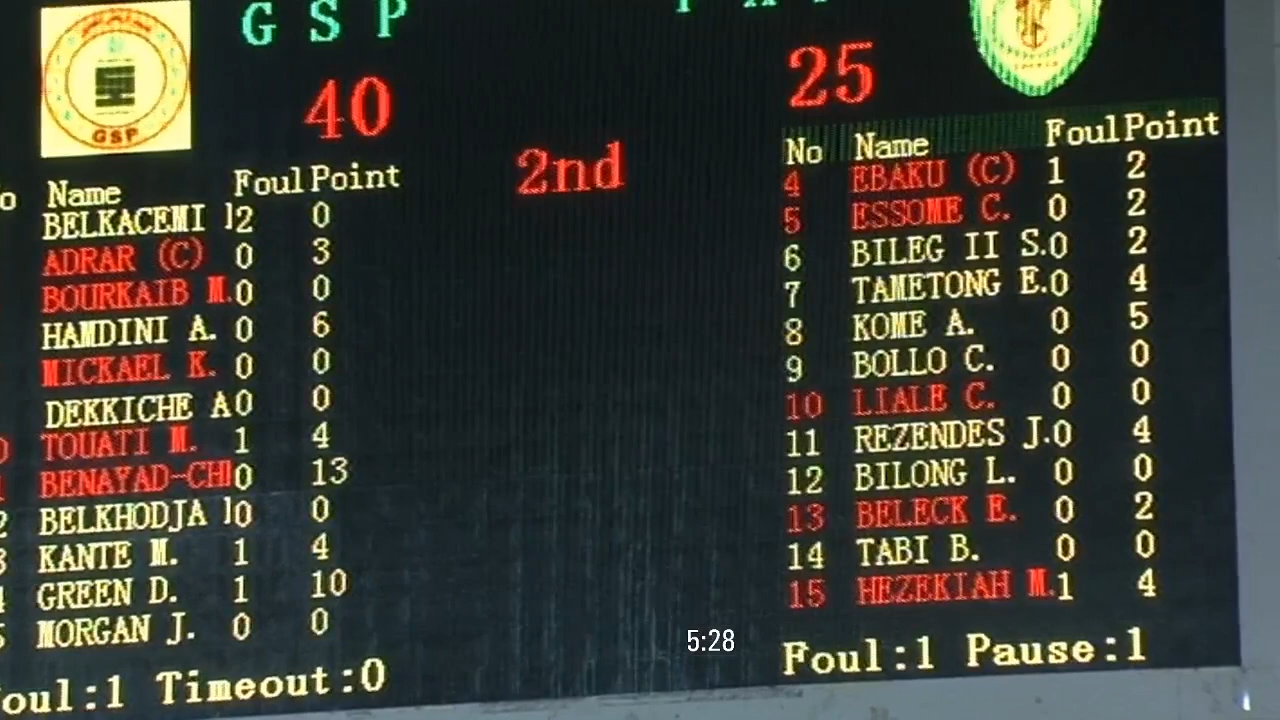 GSP
GSP
40
25
2nd
Name Foul Point
BELKACEMI 2 0
ADRAR (C) 0 3
BOURKAIB M. 0 0
HAMDINI A. 0 6
MICKAEL K. 0 0
DEKKICHE A 0 0
TOUATI M. 1 4
BENAYAD-CH 0 13
BELKHODJA 0 0
KANTE M. 1 4
GREEN D. 1 10
MORGAN J. 0 0
oul:1 Timeout:0
No Name Foul Point
4 EBAKU (C) 1 2
5 ESSOME C. 0 2
6 BILEG II S. 0 2
7 TAMETONG E. 0 4
8 KOME A. 0 5
9 BOLLO C. 0 0
10 LIALE C. 0 0
11 REZENDES J. 0 4
12 BILONG L. 0 0
13 BELECK E. 0 2
14 TABI B. 0 0
15 HEZEKIAH M. 1 4
Foul:1 Pause:1
5:28